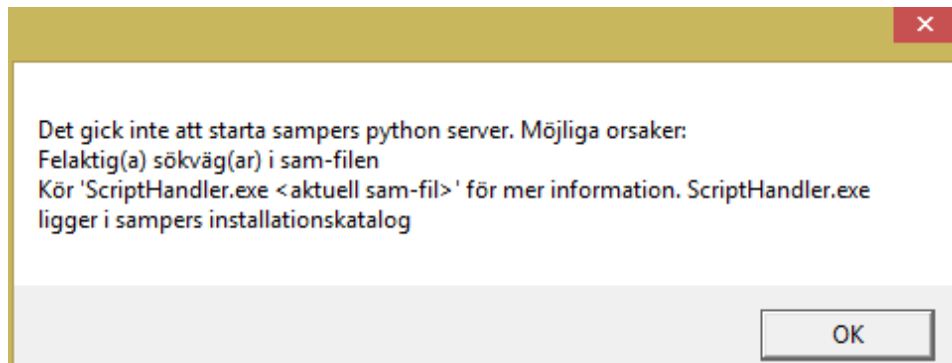 Det gick inte att starta sampers python server. Möjliga orsaker:
Felaktig(a) sökväg(ar) i sam-filen
Kör 'ScriptHandler.exe <aktuell sam-fil>' för mer information. ScriptHandler.exe
ligger i sampers installationskatalog
OK